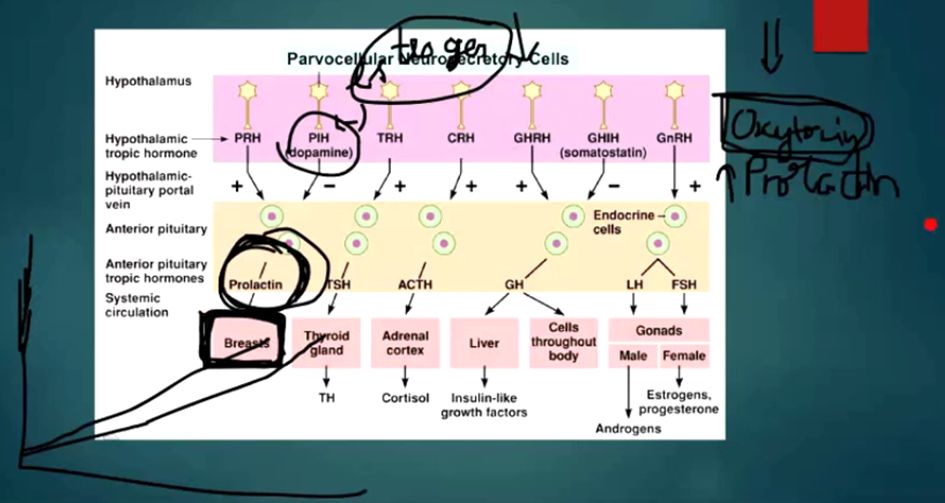 Parvocellular Neurosecretory Cells
Hypothalamus
Hypothalamic tropic hormone
PRH
PIH (dopamine)
TRH
CRH
GHRH
GHIH (somatostatin)
GnRH
Hypothalamic-pituitary portal vein
+
–
+
+
+
–
+
Anterior pituitary
Endocrine cells
Anterior pituitary tropic hormones
Prolactin
TSH
ACTH
GH
LH
FSH
Systemic circulation
Breasts
Thyroid gland
Adrenal cortex
Liver
Cells throughout body
Gonads
Male
Female
TH
Cortisol
Insulin-like growth factors
Estrogens, progesterone
Androgens
Oxytocin
↑ Prolactin